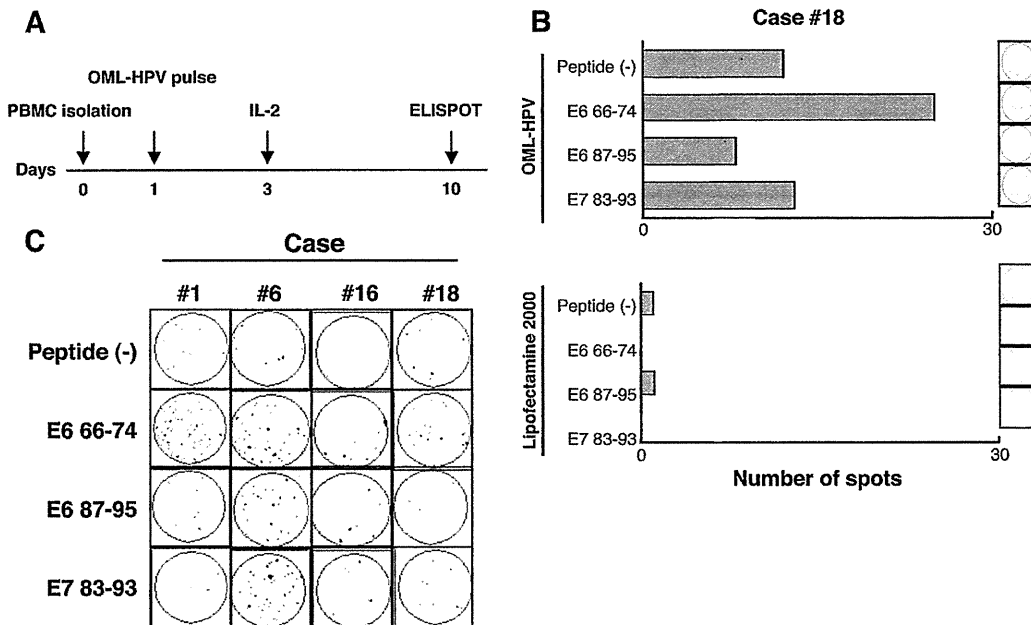 A
OML-HPV pulse
PBMC isolation IL-2 ELISPOT
Days 0 1 3 10
B
Case #18
OML-HPV
Peptide (-)
E6 66-74
E6 87-95
E7 83-93
0 30
Lipofectamine 2000
Peptide (-)
E6 66-74
E6 87-95
E7 83-93
0 30
Number of spots
C
Case
#1 #6 #16 #18
Peptide (-)
E6 66-74
E6 87-95
E7 83-93